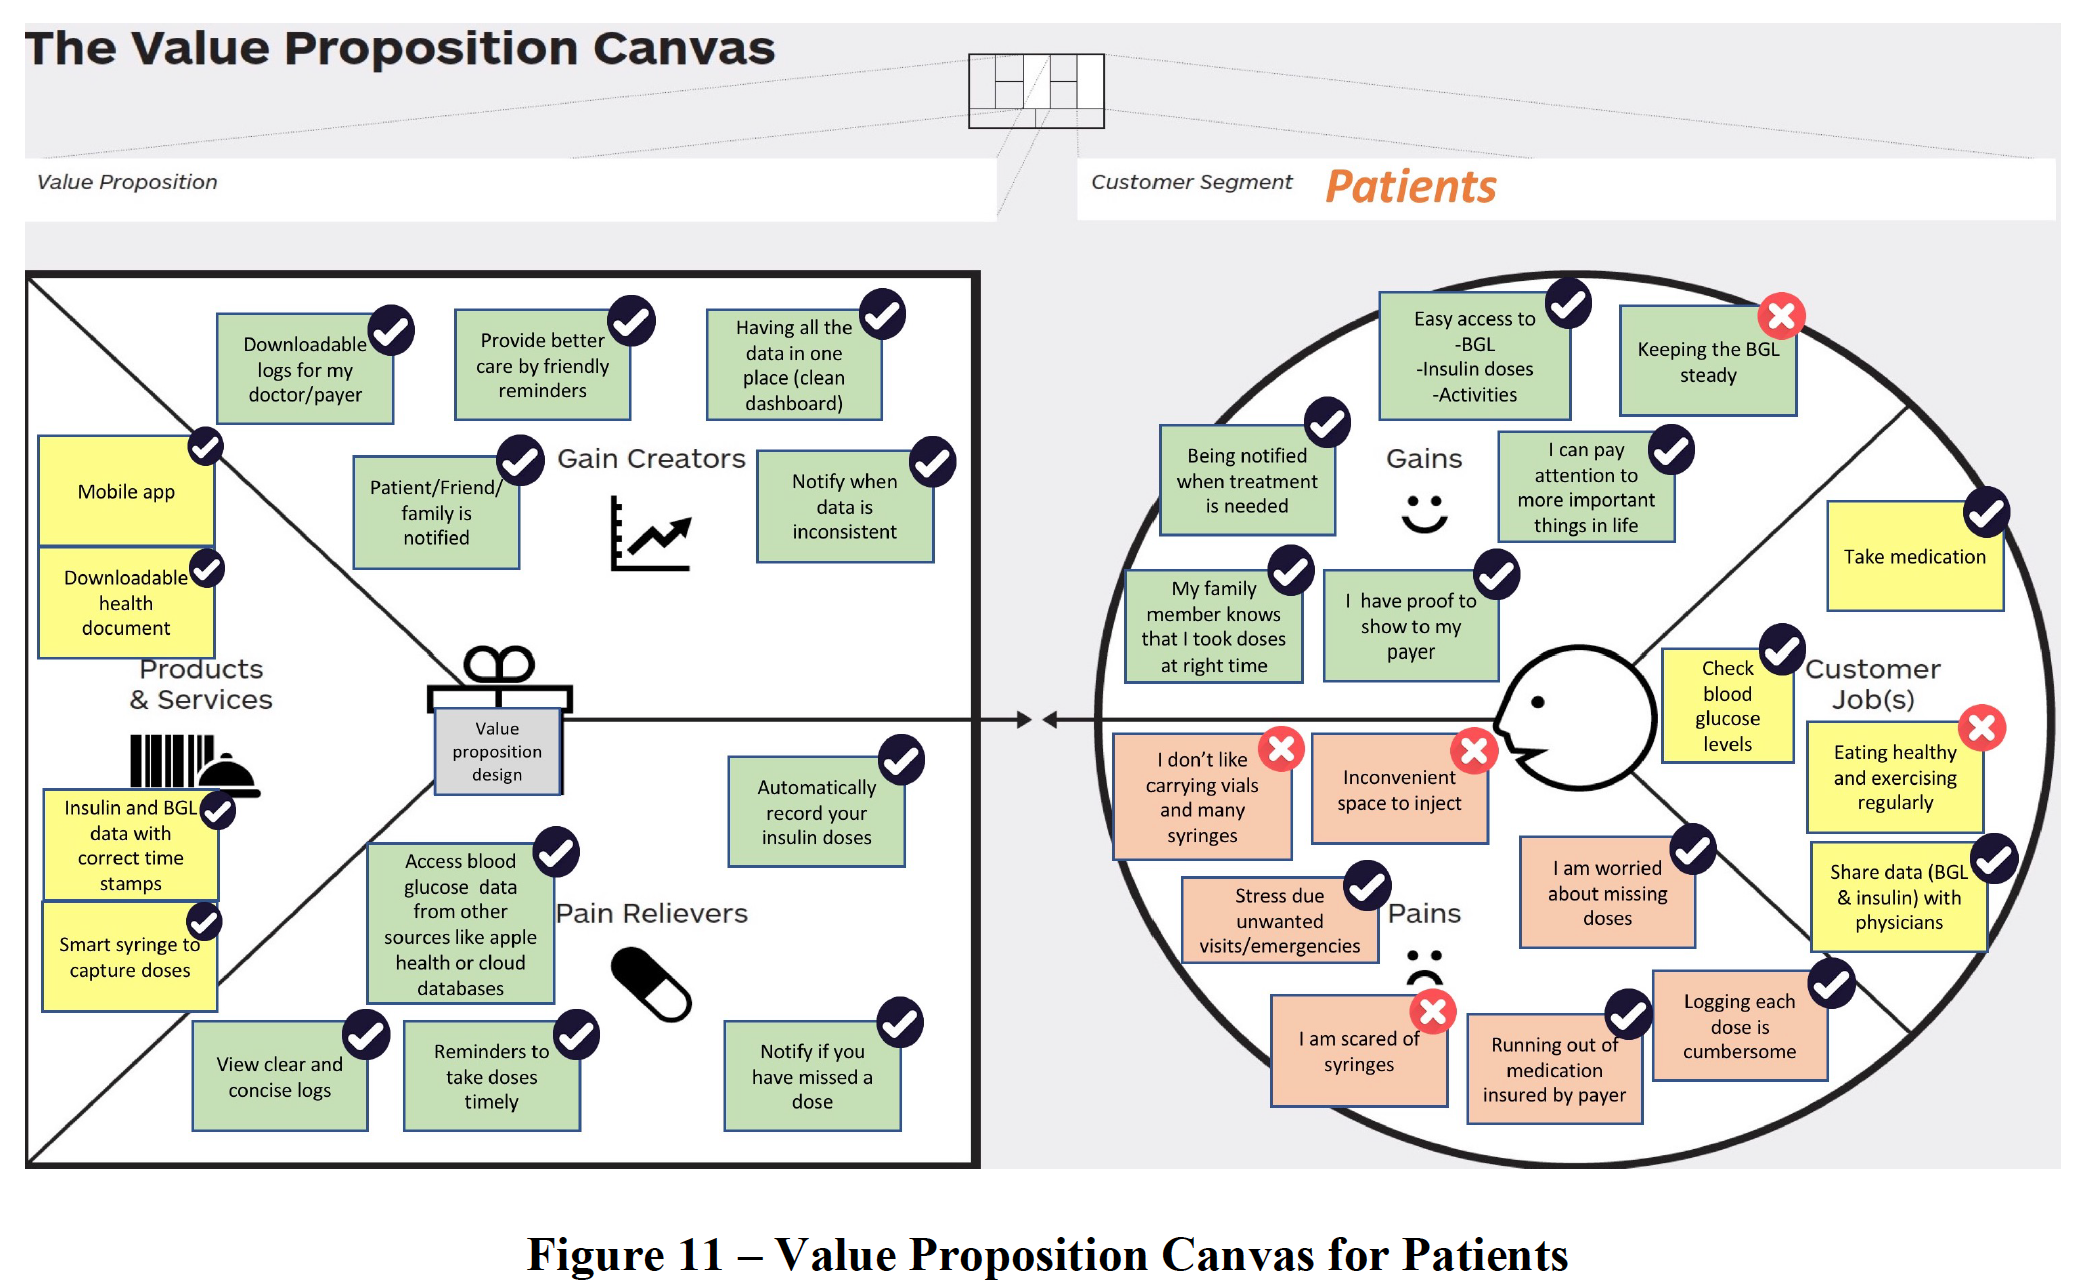 The Value Proposition Canvas
Value Proposition
Customer Segment
Patients
Downloadable
logs for my
doctor/payer
Provide better
care by friendly
reminders
Having all the
data in one
place (clean
dashboard)
Mobile app
Patient/Friend/
family is
notified
Gain Creators
Notify when
data is
inconsistent
Downloadable
health
document
Products
& Services
Value
proposition
design
Insulin and BGL
data with
correct time
stamps
Smart syringe to
capture doses
Automatically
record your
insulin doses
Access blood
glucose data
from other
sources like apple
health or cloud
databases
Pain Relievers
View clear and
concise logs
Reminders to
take doses
timely
Notify if you
have missed a
dose
Easy access to
-BGL
-Insulin doses
-Activities
Keeping the BGL
steady
Being notified
when treatment
is needed
Gains
I can pay
attention to
more important
things in life
My family
member knows
that I took doses
at right time
I have proof to
show to my
payer
Take medication
Check
blood
glucose
levels
Customer
Job(s)
Eating healthy
and exercising
regularly
Share data (BGL
& insulin) with
physicians
I don’t like
carrying vials
and many
syringes
Inconvenient
space to inject
I am worried
about missing
doses
Stress due
unwanted
visits/emergencies
Pains
I am scared of
syringes
Running out of
medication
insured by payer
Logging each
dose is
cumbersome
Figure 11 – Value Proposition Canvas for Patients